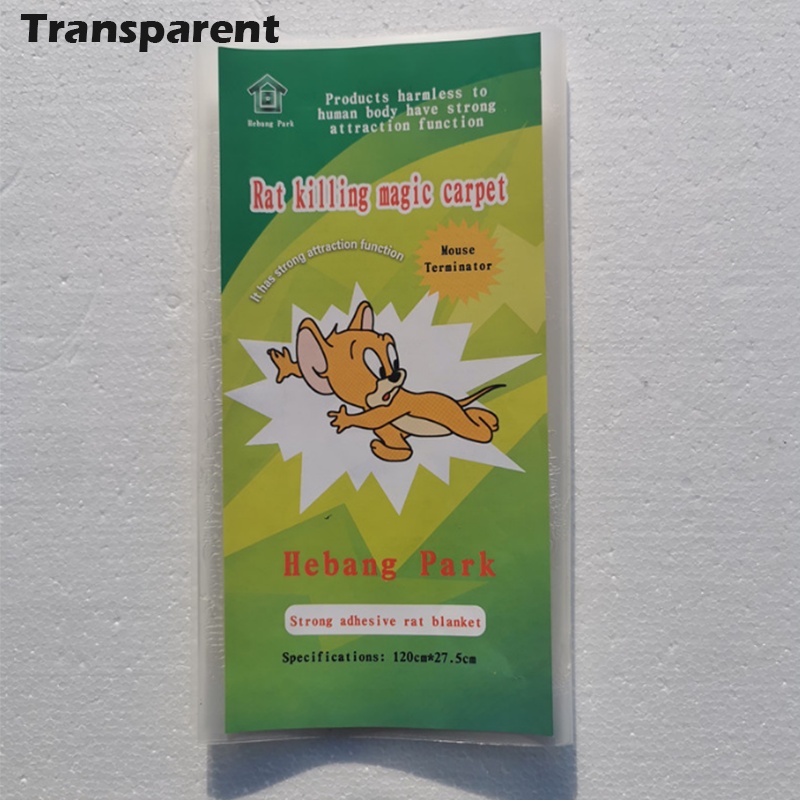 Transparent
Hebang Park
Products harmless to
human body have strong
attraction function
Rat killing magic carpet
It has strong attraction function
Mouse
Terminator
Hebang Park
Strong adhesive rat blanket
Specifications: 120cm*27.5cm